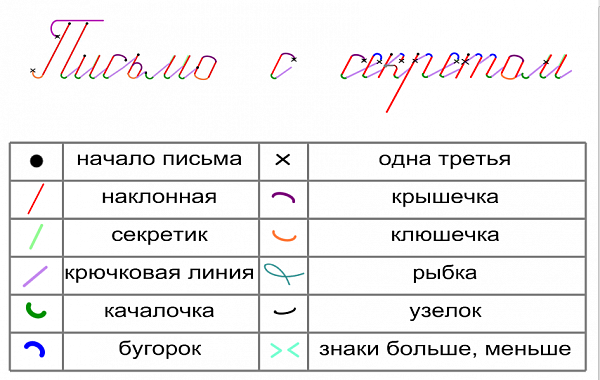 Письмо с секретом
начало письма одна третья
наклонная крышечка
секретик клюшечка
крючковая линия рыбка
качалочка узелок
бугорок знаки больше, меньше